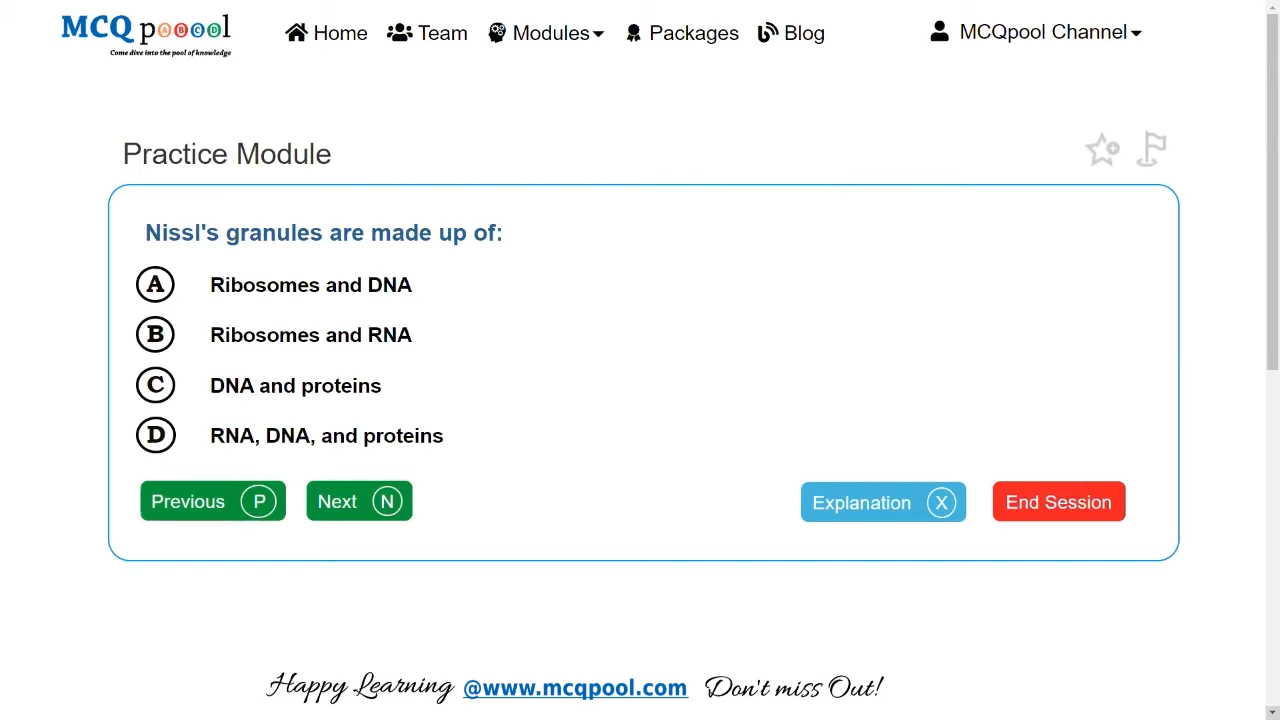 MCQ pABCDl
Come dive into the pool of knowledge
Home Team Modules Packages Blog MCQpool Channel
Practice Module
Nissl's granules are made up of:
A Ribosomes and DNA
B Ribosomes and RNA
C DNA and proteins
D RNA, DNA, and proteins
Previous P Next N Explanation X End Session
Happy Learning @www.mcqpool.com Don't miss Out!